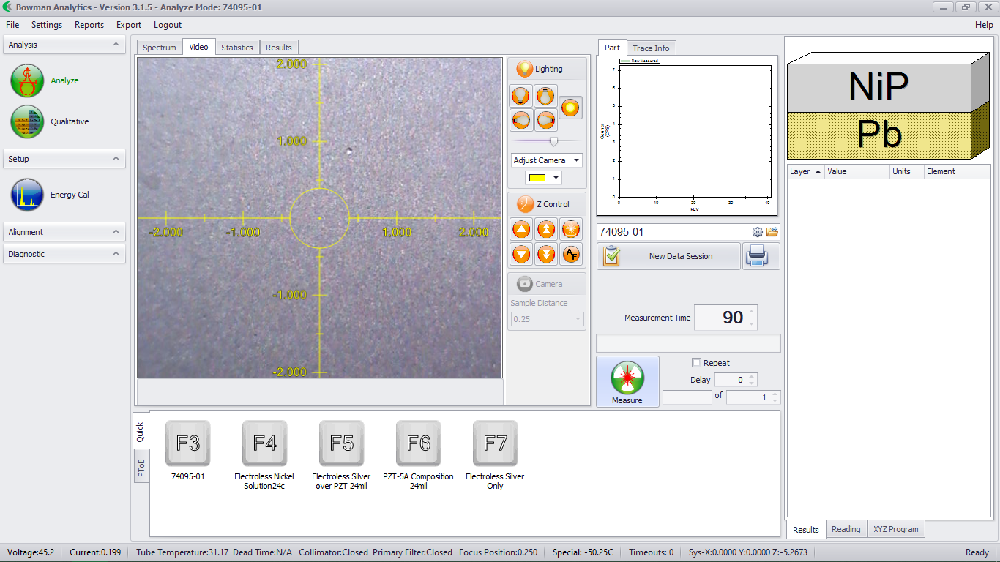 Bowman Analytics - Version 3.1.5 - Analyze Mode: 74095-01
File Settings Reports Export Logout Help
Analysis
Analyze
Qualitative
Setup
Energy Cal
Alignment
Diagnostic
Spectrum Video Statistics Results
2.000
1.000
-2.000 -1.000 1.000 2.000
-1.000
-2.000
Lighting
Adjust Camera
Z Control
AF
Camera
Sample Distance
0.25
Part Trace Info
Raw Measured
Counts (CPS)
7
6
5
4
3
2
1
0
0 10 20 30 40
kEV
74095-01
New Data Session
Measurement Time 90
Measure
Repeat
Delay 0
of 1
NiP
Pb
Layer Value Units Element
Results Reading XYZ Program
Quick
PToE
F3 F4 F5 F6 F7
74095-01
Electroless Nickel
Solution24c
Electroless Silver
over PZT 24mil
PZT-5A Composition
24mil
Electroless Silver
Only
Voltage:45.2 Current:0.199 Tube Temperature:31.17 Dead Time:N/A Collimator:Closed Primary Filter:Closed Focus Position:0.250 Special: -50.25C Timeouts: 0 Sys-X:0.0000 Y:0.0000 Z:-5.2673 Ready